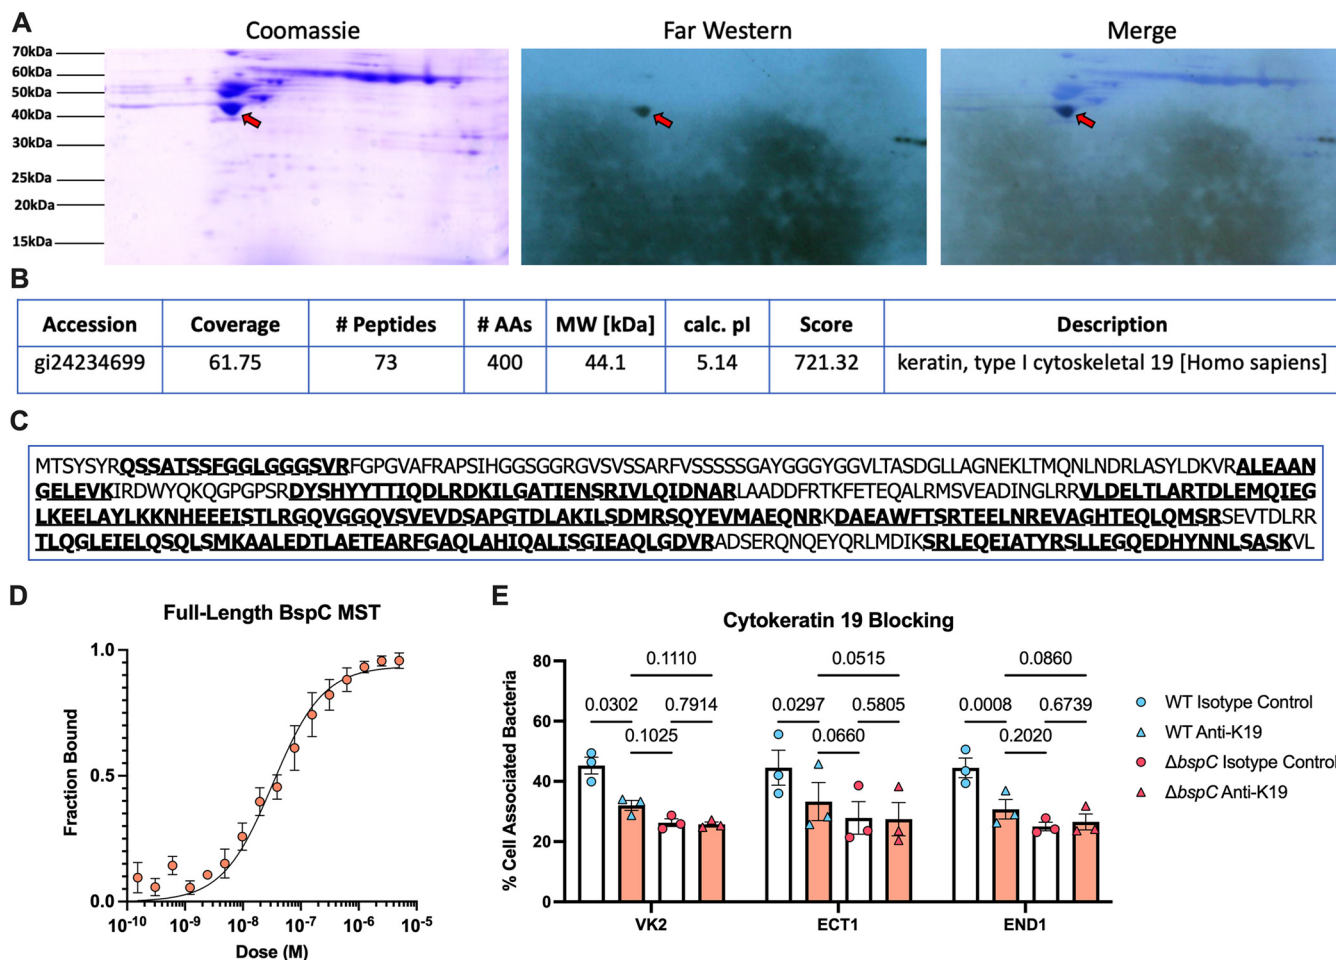 A
Coomassie
Far Western
Merge
70kDa
60kDa
50kDa
40kDa
30kDa
25kDa
20kDa
15kDa
B
Accession Coverage # Peptides # AAs MW [kDa] calc. pI Score Description
gi24234699 61.75 73 400 44.1 5.14 721.32 keratin, type I cytoskeletal 19 [Homo sapiens]
C
MTSYSYRQSSATSSFGGLGGGSVRFGPGVAFRAPSIHGGSGGRGVSVSSARFVSSSSSGAYGGGYGGVLTASDGLLAGNEKLTMQNLNDRLASYLDKVRALEAAN
GELEVKIRDWYQKQGPGPSRDYSHYYTTIQDLRDKILGATIENSRIVLQIDNARLAADDFRTKFETEQALRMSVEADINGLRRVLDELTLARTDLEMQIEG
LKEELAYLKKNHEEEISTLRGQVGGQVSVEVDSAPGTDLAKILSDMRSQYEVMAEQNRKDAEAWFTSRTEELNREVAGHTEQLQMSRSEVTDLRR
TLQGLEIELQSQLSMKAALEDTLAETEARFGAQLAHIQALISGIEAQLGDVRADSERQNQEYQRLMDIKSRLEQEIATYRSLLEGQEDHYNNLSASKVL
D
Full-Length BspC MST
Fraction Bound
1.0
0.5
0.0
10-10 10-9 10-8 10-7 10-6 10-5
Dose (M)
E
Cytokeratin 19 Blocking
% Cell Associated Bacteria
80
60
40
20
0
0.1110 0.0515 0.0860
0.0302 0.7914 0.0297 0.5805 0.0008 0.6739
0.1025 0.0660 0.2020
VK2 ECT1 END1
WT Isotype Control
WT Anti-K19
ΔbspC Isotype Control
ΔbspC Anti-K19